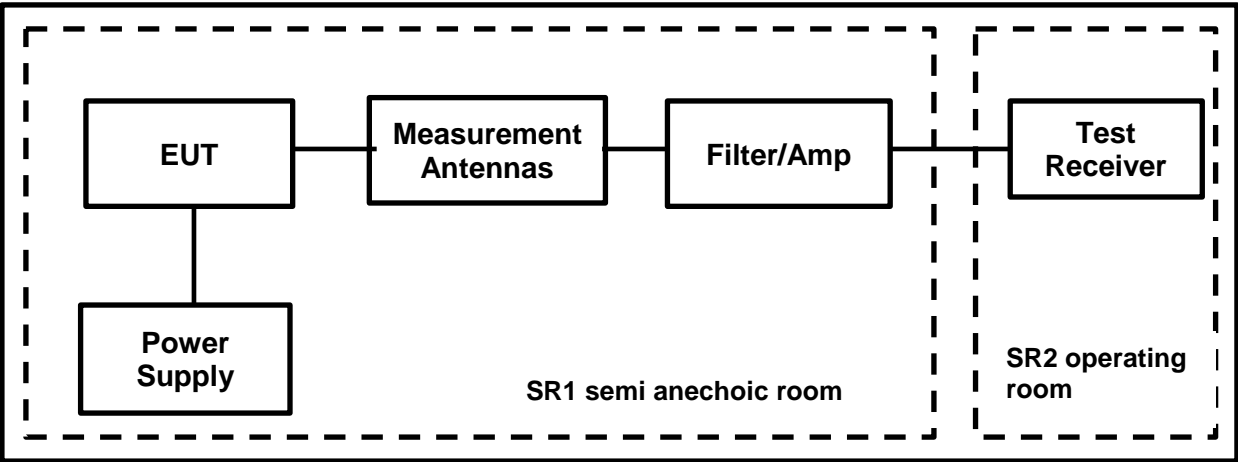 EUT
Measurement
Antennas
Filter/Amp
Test
Receiver
Power
Supply
SR1 semi anechoic room
SR2 operating
room